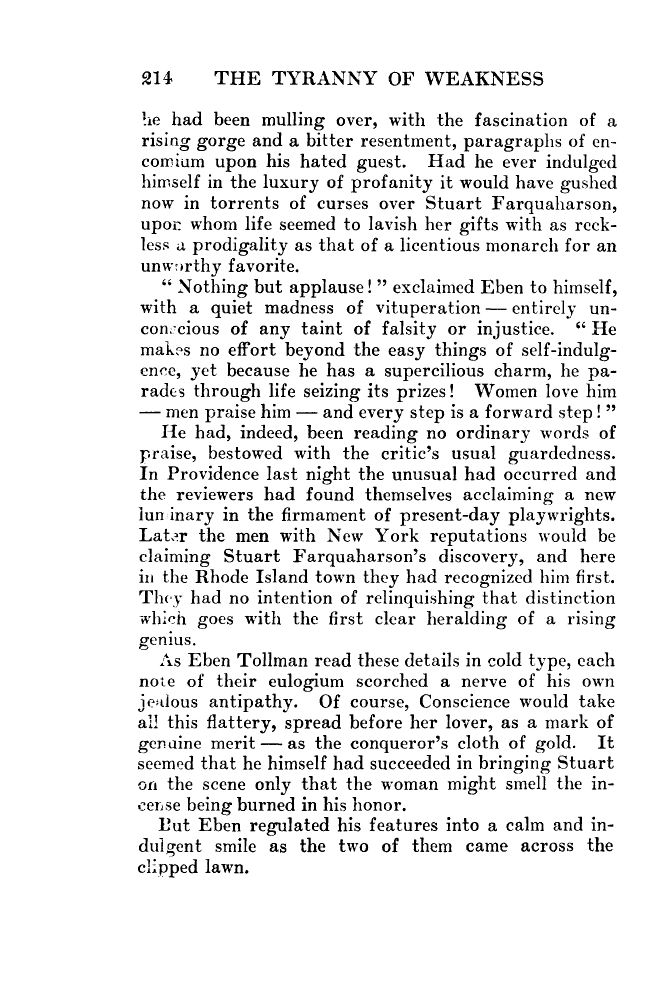 214 THE TYRANNY OF WEAKNESS
he had been mulling over, with the fascination of a
rising gorge and a bitter resentment, paragraphs of en-
comium upon his hated guest. Had he ever indulged
himself in the luxury of profanity it would have gushed
now in torrents of curses over Stuart Farquaharson,
upon whom life seemed to lavish her gifts with as reck-
less a prodigality as that of a licentious monarch for an
unworthy favorite.
“ Nothing but applause ! ” exclaimed Eben to himself,
with a quiet madness of vituperation — entirely un-
conscious of any taint of falsity or injustice. “ He
makes no effort beyond the easy things of self-indulg-
ence, yet because he has a supercilious charm, he pa-
rades through life seizing its prizes ! Women love him
— men praise him — and every step is a forward step ! ”
He had, indeed, been reading no ordinary words of
praise, bestowed with the critic’s usual guardedness.
In Providence last night the unusual had occurred and
the reviewers had found themselves acclaiming a new
luminary in the firmament of present-day playwrights.
Later the men with New York reputations would be
claiming Stuart Farquaharson’s discovery, and here
in the Rhode Island town they had recognized him first.
They had no intention of relinquishing that distinction
which goes with the first clear heralding of a rising
genius.
As Eben Tollman read these details in cold type, each
note of their eulogium scorched a nerve of his own
jealous antipathy. Of course, Conscience would take
all this flattery, spread before her lover, as a mark of
genuine merit — as the conqueror’s cloth of gold. It
seemed that he himself had succeeded in bringing Stuart
on the scene only that the woman might smell the in-
cense being burned in his honor.
But Eben regulated his features into a calm and in-
dulgent smile as the two of them came across the
clipped lawn.